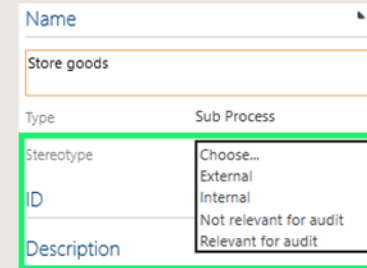 Name
Store goods
Type Sub Process
Stereotype Choose...
External
ID Internal
Not relevant for audit
Description Relevant for audit